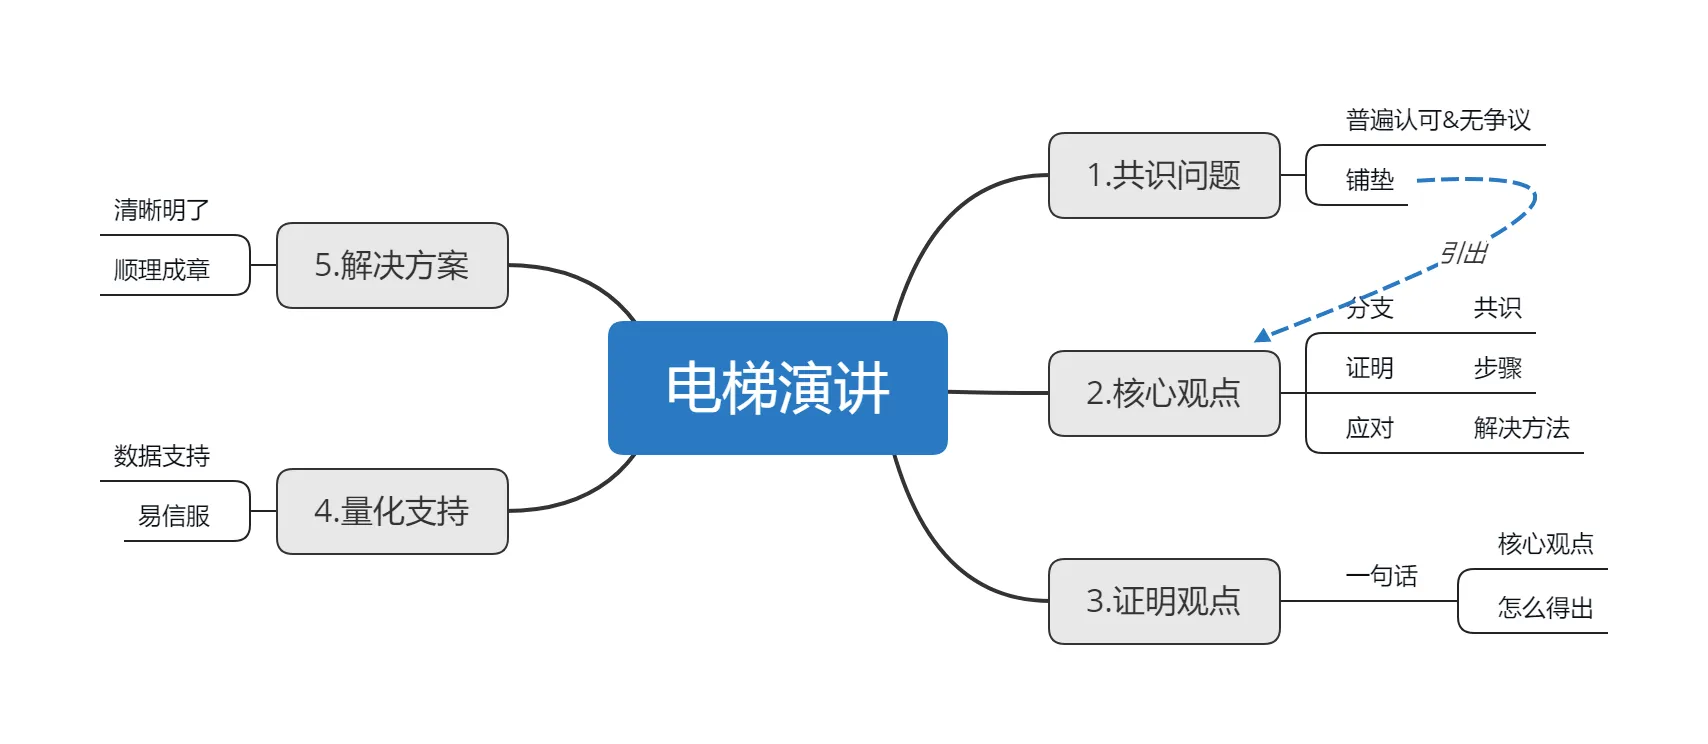 电梯演讲
1.共识问题
普遍认可&无争议
铺垫
引出
2.核心观点
分支 共识
证明 步骤
应对 解决方法
3.证明观点
一句话
核心观点
怎么得出
4.量化支持
数据支持
易信服
5.解决方案
清晰明了
顺理成章